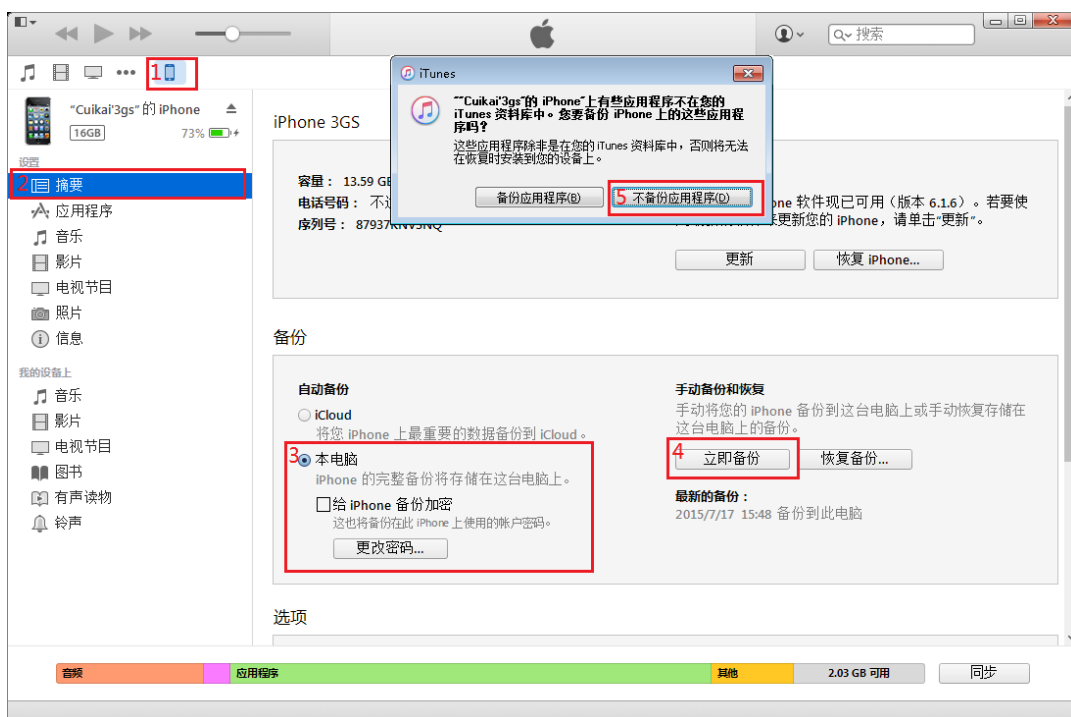 搜索
1
"Cuikai'3gs"的 iPhone
16GB
73%
设置
2 摘要
应用程序
音乐
影片
电视节目
照片
信息
我的设备上
音乐
影片
电视节目
图书
有声读物
铃声
iPhone 3GS
容量： 13.59 GB
电话号码： 不
序列号： 87937KNV3NQ
iTunes
""Cuikai'3gs"的 iPhone"上有些应用程序不在您的
iTunes 资料库中。您要备份 iPhone 上的这些应用程
序吗？
这些应用程序除非是在您的 iTunes 资料库中，否则将无法
在恢复时安装到您的设备上。
备份应用程序(B)
5 不备份应用程序(D)
one 软件现已可用（版本 6.1.6）。若要使
来更新您的 iPhone，请单击"更新"。
更新
恢复 iPhone...
备份
自动备份
iCloud
将您 iPhone 上最重要的数据备份到 iCloud。
3 本电脑
iPhone 的完整备份将存储在这台电脑上。
给 iPhone 备份加密
这也将备份在此 iPhone 上使用的帐户密码。
更改密码...
手动备份和恢复
手动将您的 iPhone 备份到这台电脑上或手动恢复存储在
这台电脑上的备份。
4 立即备份
恢复备份...
最新的备份：
2015/7/17 15:48 备份到此电脑
选项
音频
应用程序
其他
2.03 GB 可用
同步